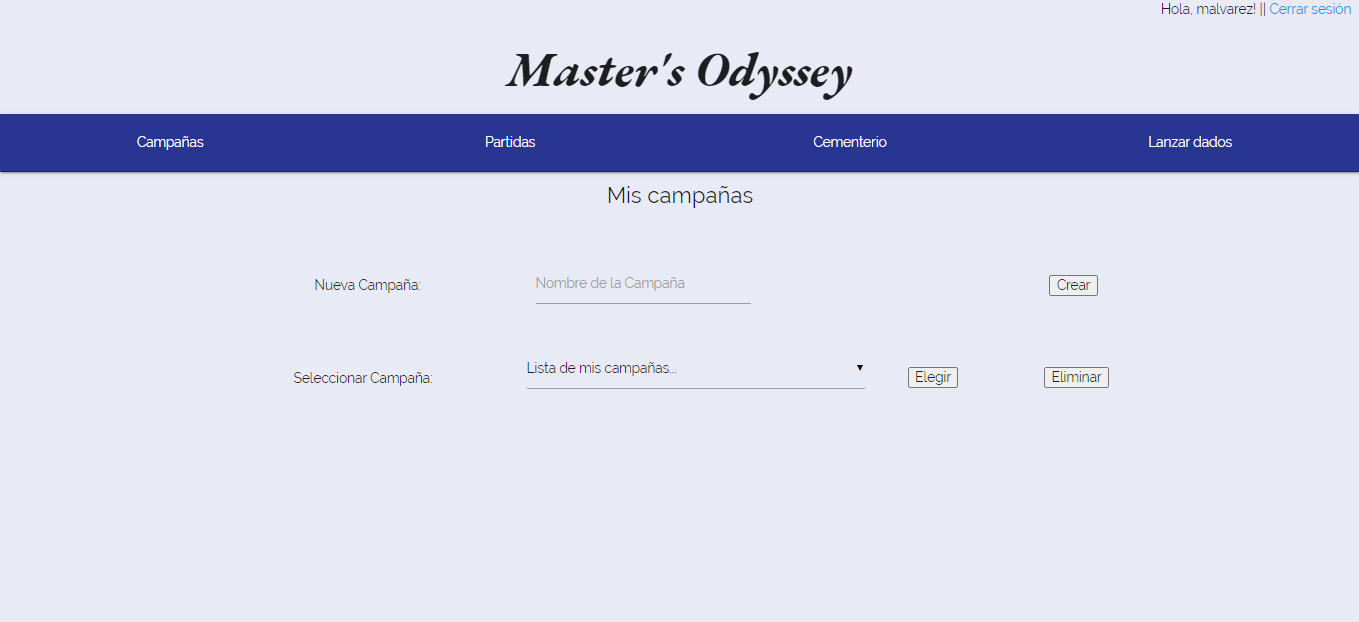 Hola, malvarez! || Cerrar sesión
Master's Odyssey
Campañas Partidas Cementerio Lanzar dados
Mis campañas
Nueva Campaña: Nombre de la Campaña Crear
Seleccionar Campaña: Lista de mis campañas... Elegir Eliminar